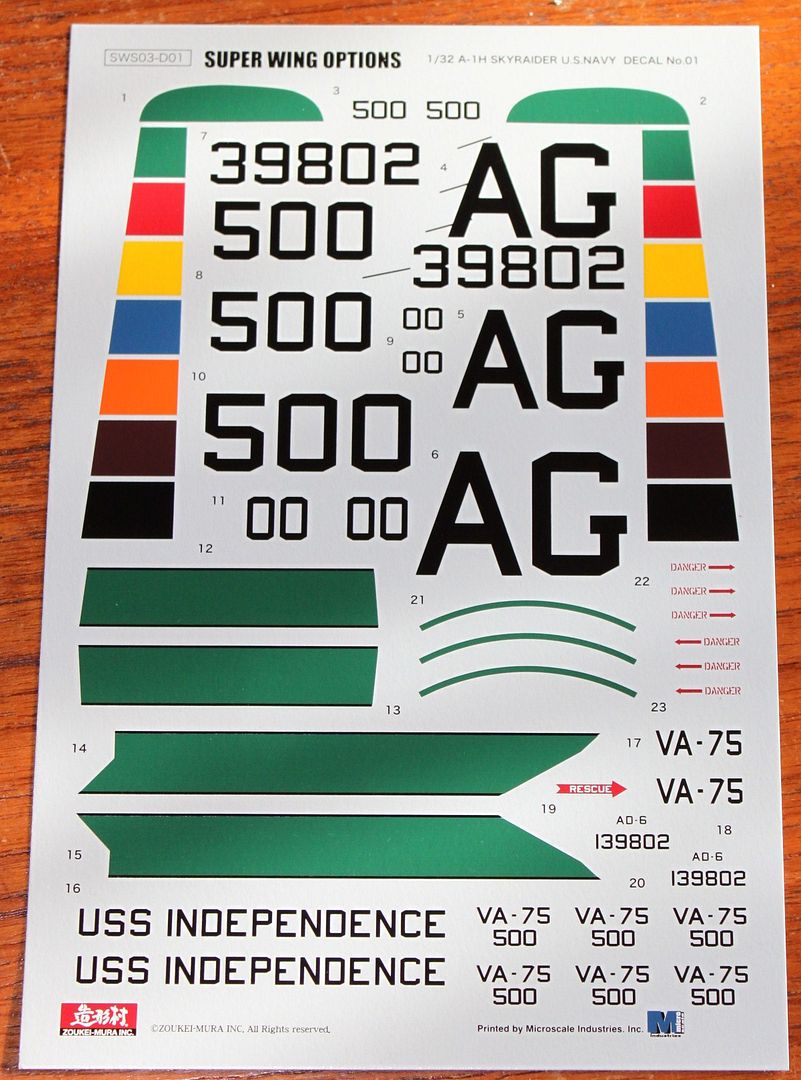 SWS03-D01 SUPER WING OPTIONS 1/32 A-1H SKYRAIDER U.S.NAVY DECAL No.01
1 3 500 500 2
7 39802 4 AG
500
39802
8 500 00 5 AG
9 00
10 500 6 AG
11 00 00
12
22 DANGER
21 DANGER
DANGER
DANGER
DANGER
DANGER
13 23
14 17 VA-75
RESCUE VA-75
19 AD-6 18
139802
15 AD-6
16 20 139802
USS INDEPENDENCE VA-75 VA-75 VA-75
500 500 500
USS INDEPENDENCE VA-75 VA-75 VA-75
500 500 500
造形村
ZOUKEI-MURA INC. ©ZOUKEI-MURA INC, All Rights reserved. Printed by Microscale Industries. Inc. Mi
Industries